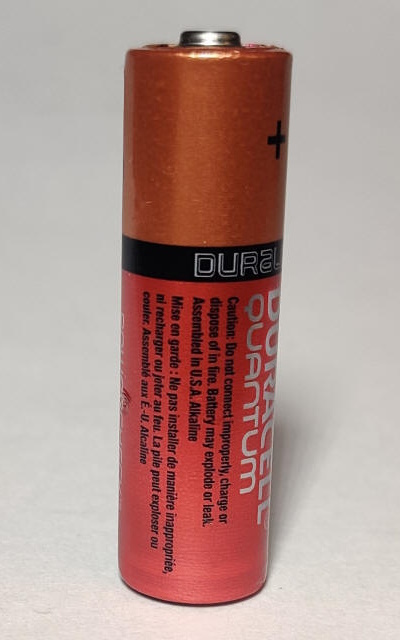 +
DURAL
DURACELL
QUANTUM
Caution: Do not connect improperly, charge or
dispose of in fire. Battery may explode or leak.
Assembled in U.S.A. Alkaline
Mise en garde : Ne pas installer de manière inappropriée,
ni recharger ou jeter au feu. La pile peut exploser ou
couler. Assemblé aux É.-U. Alcaline